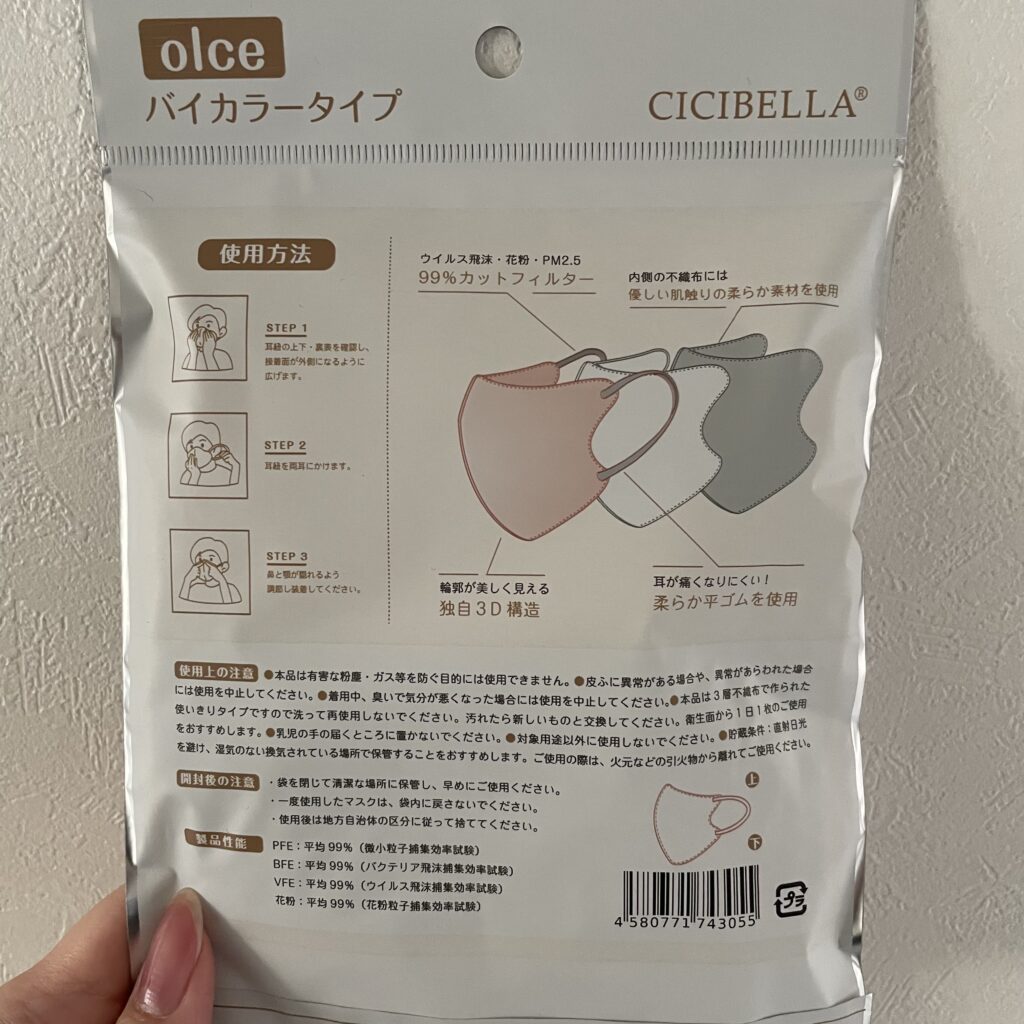 olce
バイカラータイプ
CICIBELLA®
使用方法
STEP 1
耳紐の上下・裏表を確認し、
接着面が外側になるように
広げます。
STEP 2
耳紐を両耳にかけます。
STEP 3
鼻と顎が隠れるよう
調節し装着してください。
ウイルス飛沫・花粉・PM2.5
99%カットフィルター
内側の不織布には
優しい肌触りの柔らか素材を使用
輪郭が美しく見える
独自3D構造
耳が痛くなりにくい!
柔らか平ゴムを使用
使用上の注意 ●本品は有害な粉塵・ガス等を防ぐ目的には使用できません。●皮ふに異常がある場合や、異常があらわれた場合
には使用を中止してください。●着用中、臭いで気分が悪くなった場合には使用を中止してください。●本品は3層不織布で作られた
使いきりタイプですので洗って再使用しないでください。汚れたら新しいものと交換してください。衛生面から1日1枚のご使用
をおすすめします。●乳児の手の届くところに置かないでください。●対象用途以外に使用しないでください。●貯蔵条件:直射日光
を避け、湿気のない換気されている場所で保管することをおすすめします。ご使用の際は、火元などの引火物から離れてご使用ください。
開封後の注意
・袋を閉じて清潔な場所に保管し、早めにご使用ください。
・一度使用したマスクは、袋内に戻さないでください。
・使用後は地方自治体の区分に従って捨ててください。
製品性能
PFE:平均99%(微小粒子捕集効率試験)
BFE:平均99%(バクテリア飛沫捕集効率試験)
VFE:平均99%(ウイルス飛沫捕集効率試験)
花粉:平均99%(花粉粒子捕集効率試験)
上
下
4 580771 743055
プラ